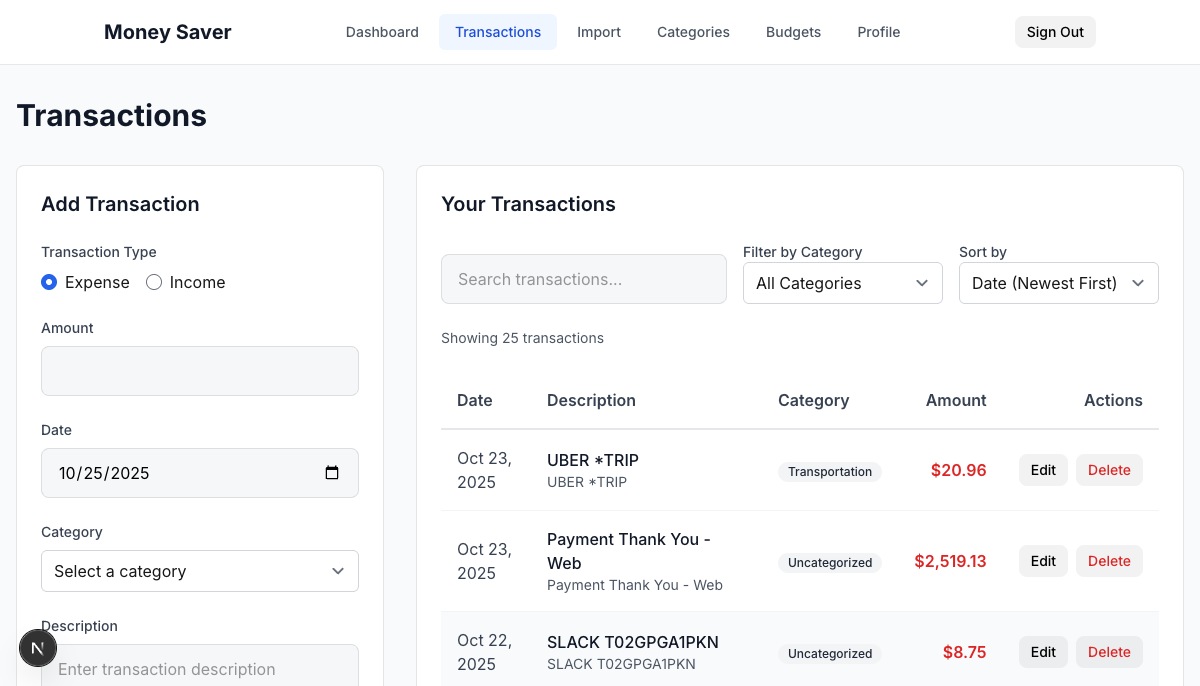 Money Saver
Dashboard
Transactions
Import
Categories
Budgets
Profile
Sign Out
Transactions
Add Transaction
Transaction Type
Expense
Income
Amount
Date
10/25/2025
Category
Select a category
Description
Enter transaction description
N
Your Transactions
Search transactions...
Filter by Category
All Categories
Sort by
Date (Newest First)
Showing 25 transactions
Date Description Category Amount Actions
Oct 23,
2025
UBER *TRIP
UBER *TRIP
Transportation
$20.96
Edit
Delete
Oct 23,
2025
Payment Thank You -
Web
Payment Thank You - Web
Uncategorized
$2,519.13
Edit
Delete
Oct 22,
2025
SLACK T02GPGA1PKN
SLACK T02GPGA1PKN
Uncategorized
$8.75
Edit
Delete